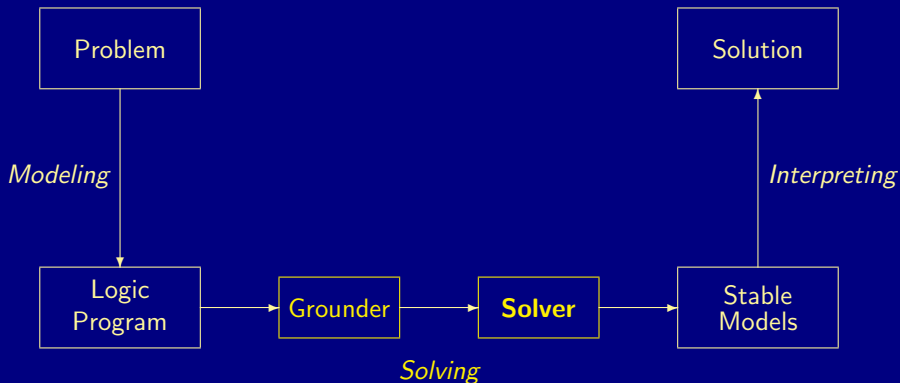 Problem
Solution
Modeling
Interpreting
Logic
Program
Grounder
Solver
Stable
Models
Solving